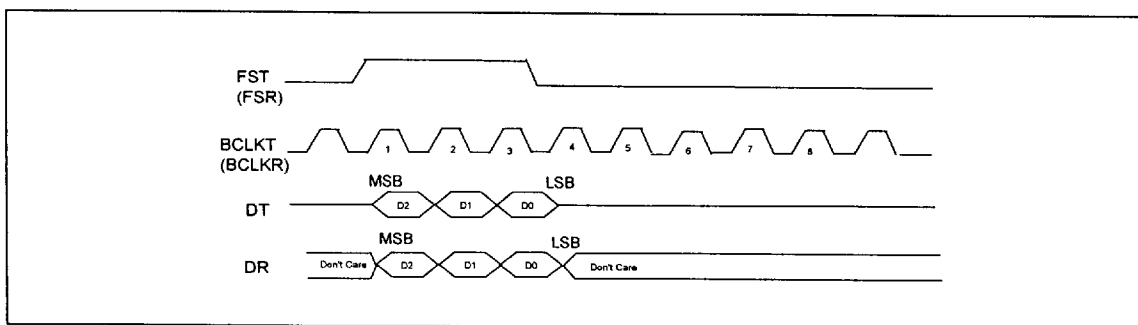 FST
(FSR)
BCLKT
(BCLKR)
1 2 3 4 5 6 7 8
MSB LSB
DT D2 D1 D0
MSB LSB
DR Don't Care D2 D1 D0 Don't Care